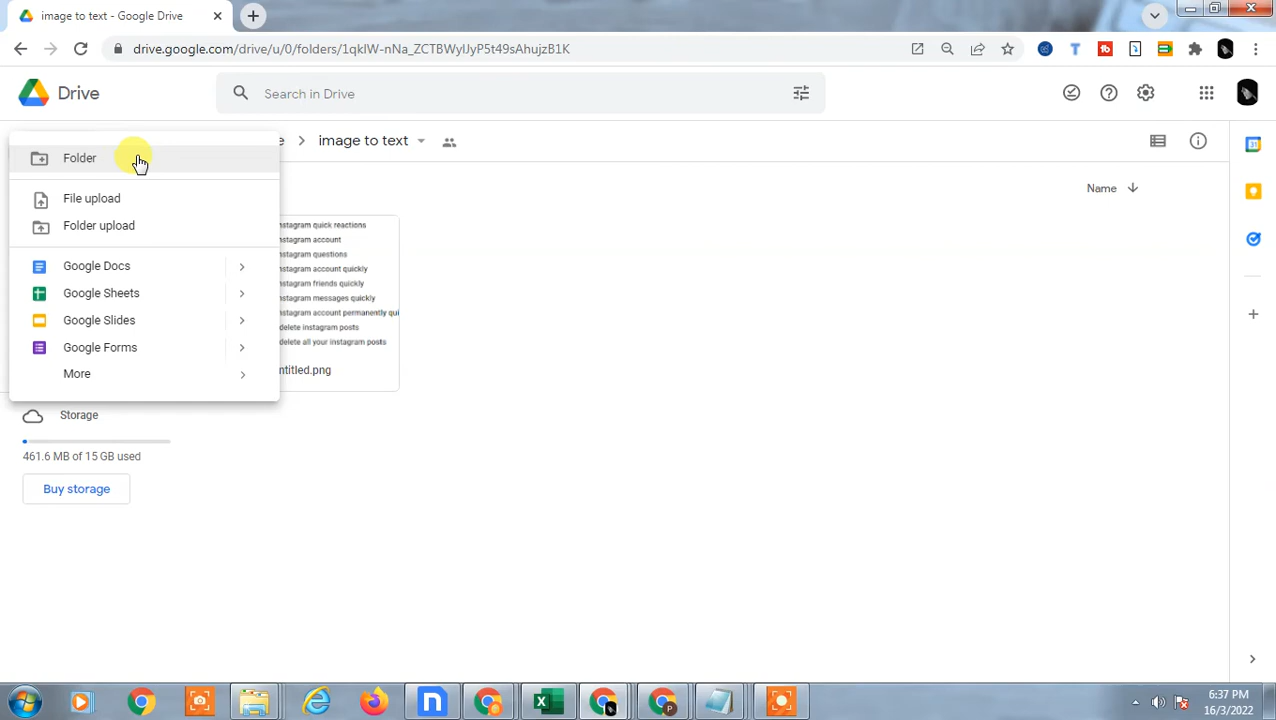 image to text - Google Drive
drive.google.com/drive/u/0/folders/1qkIW-nNa_ZCTBWyIJyP5t49sAhujzB1K
Drive
Search in Drive
e > image to text
Folder
File upload
Folder upload
Google Docs
Google Sheets
Google Slides
Google Forms
More
Name
nstagram quick reactions
nstagram account
nstagram questions
nstagram account quickly
nstagram friends quickly
nstagram messages quickly
nstagram account permanently qui
delete instagram posts
delete all your instagram posts
ntitled.png
Storage
461.6 MB of 15 GB used
Buy storage
6:37 PM
16/3/2022